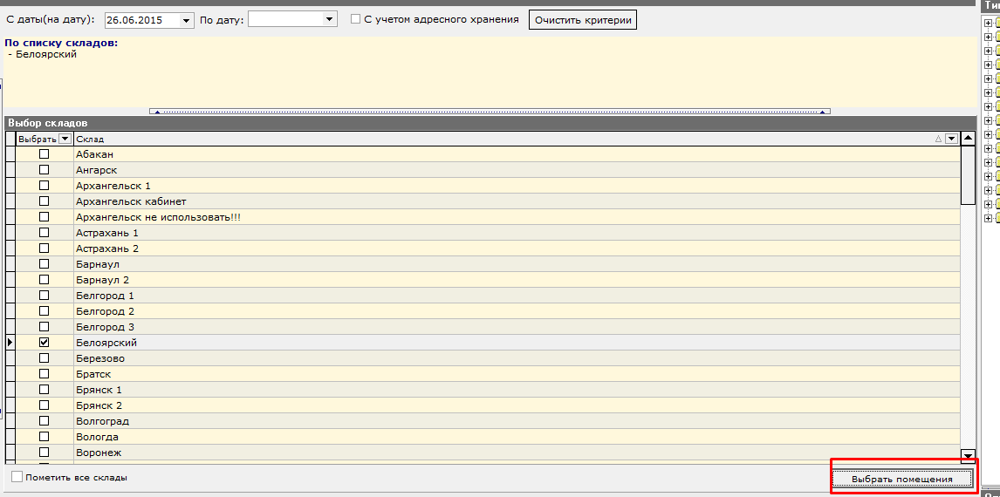 С даты(на дату): 26.06.2015 По дату: С учетом адресного хранения Очистить критерии
По списку складов:
- Белоярский
Выбор складов
Выбрать Склад
Абакан
Ангарск
Архангельск 1
Архангельск кабинет
Архангельск не использовать!!!
Астрахань 1
Астрахань 2
Барнаул
Барнаул 2
Белгород 1
Белгород 2
Белгород 3
Белоярский
Березово
Братск
Брянск 1
Брянск 2
Волгоград
Вологда
Воронеж
Пометить все склады Выбрать помещения